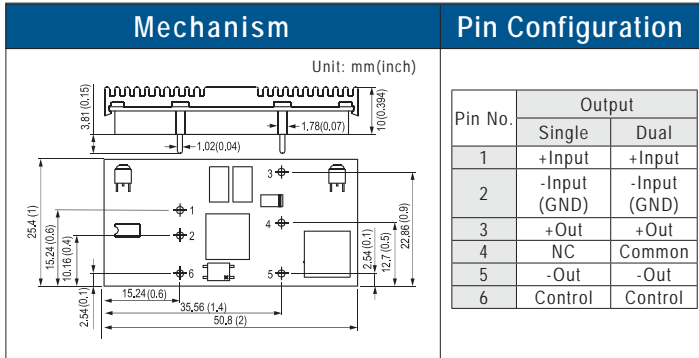 Mechanism
Pin Configuration
Unit: mm(inch)
3,81 (0.15)
10(0.394)
1,78(0,07)
1,02(0,04)
25,4 (1)
15,24 (0.6)
10,16 (0.4)
2,54(0,1)
1
2
6
3
4
5
2,54 (0.1)
12,7 (0.5)
22,86 (0.9)
15,24(0.6)
35,56 (1.4)
50,8 (2)
Pin No. Output
Single Dual
1 +Input +Input
2 -Input (GND) -Input (GND)
3 +Out +Out
4 NC Common
5 -Out -Out
6 Control Control